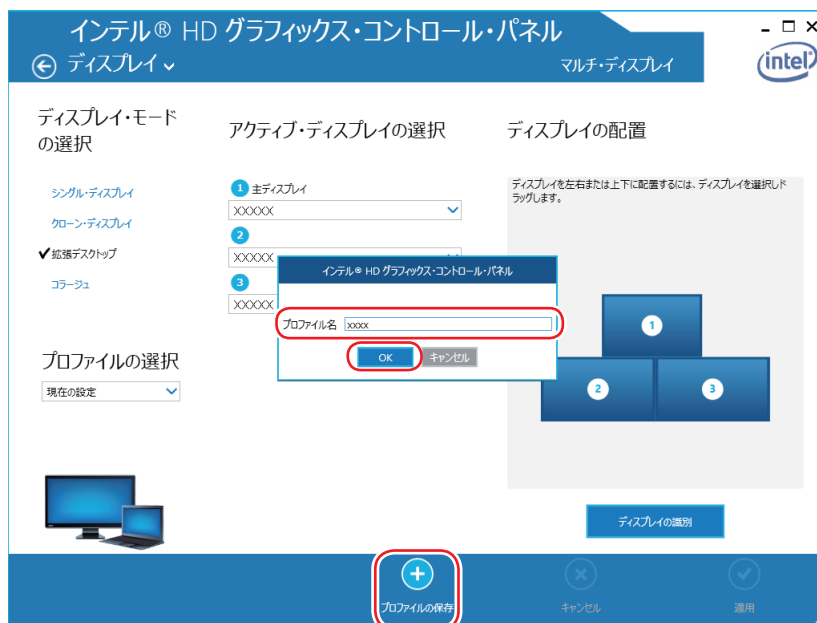 インテル® HD グラフィックス・コントロール・パネル
ディスプレイ
マルチ・ディスプレイ
intel
ディスプレイ・モード
の選択
シングル・ディスプレイ
クローン・ディスプレイ
拡張デスクトップ
コラージュ
プロファイルの選択
現在の設定
アクティブ・ディスプレイの選択
1 主ディスプレイ
XXXXX
2
XXXXX
3
XXXXX
インテル® HD グラフィックス・コントロール・パネル
プロファイル名 xxxx
OK キャンセル
ディスプレイの配置
ディスプレイを左右または上下に配置するには、ディスプレイを選択しド
ラッグします。
1
2 3
ディスプレイの識別
プロファイルの保存 キャンセル 適用